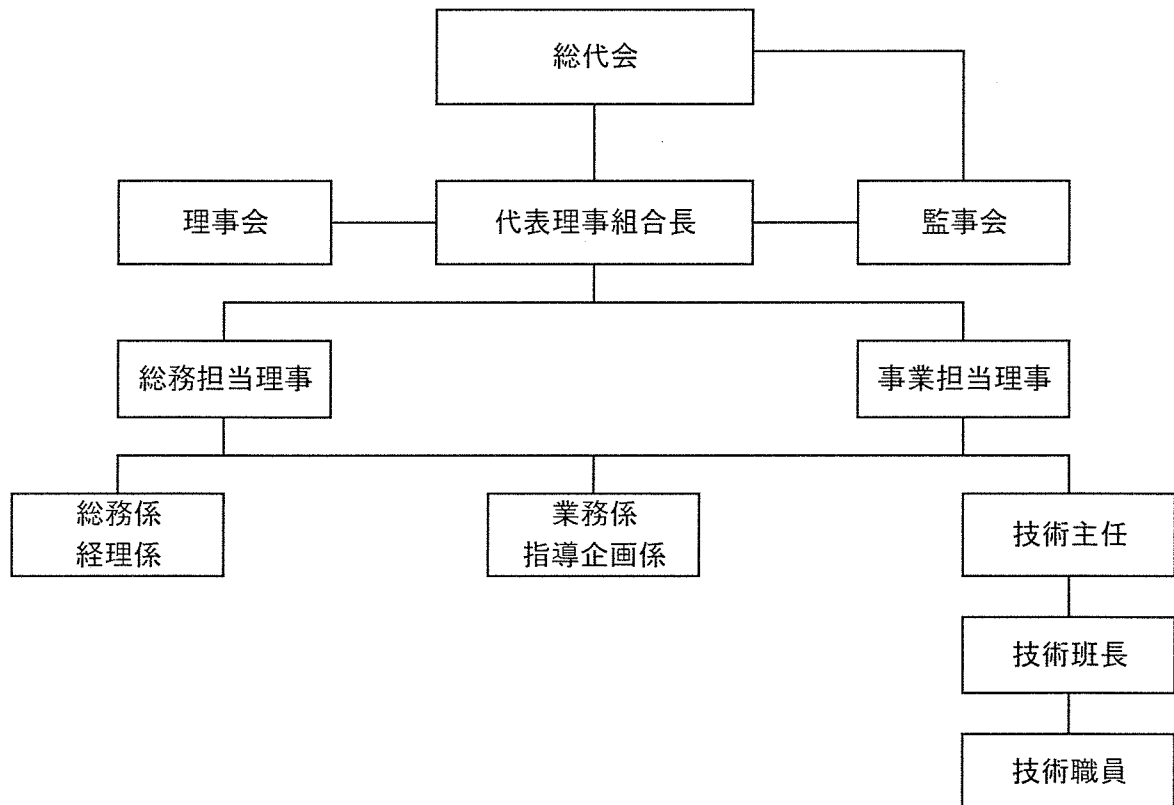 総代会
理事会
代表理事組合長
監事会
総務担当理事
事業担当理事
総務係
経理係
業務係
指導企画係
技術主任
技術班長
技術職員